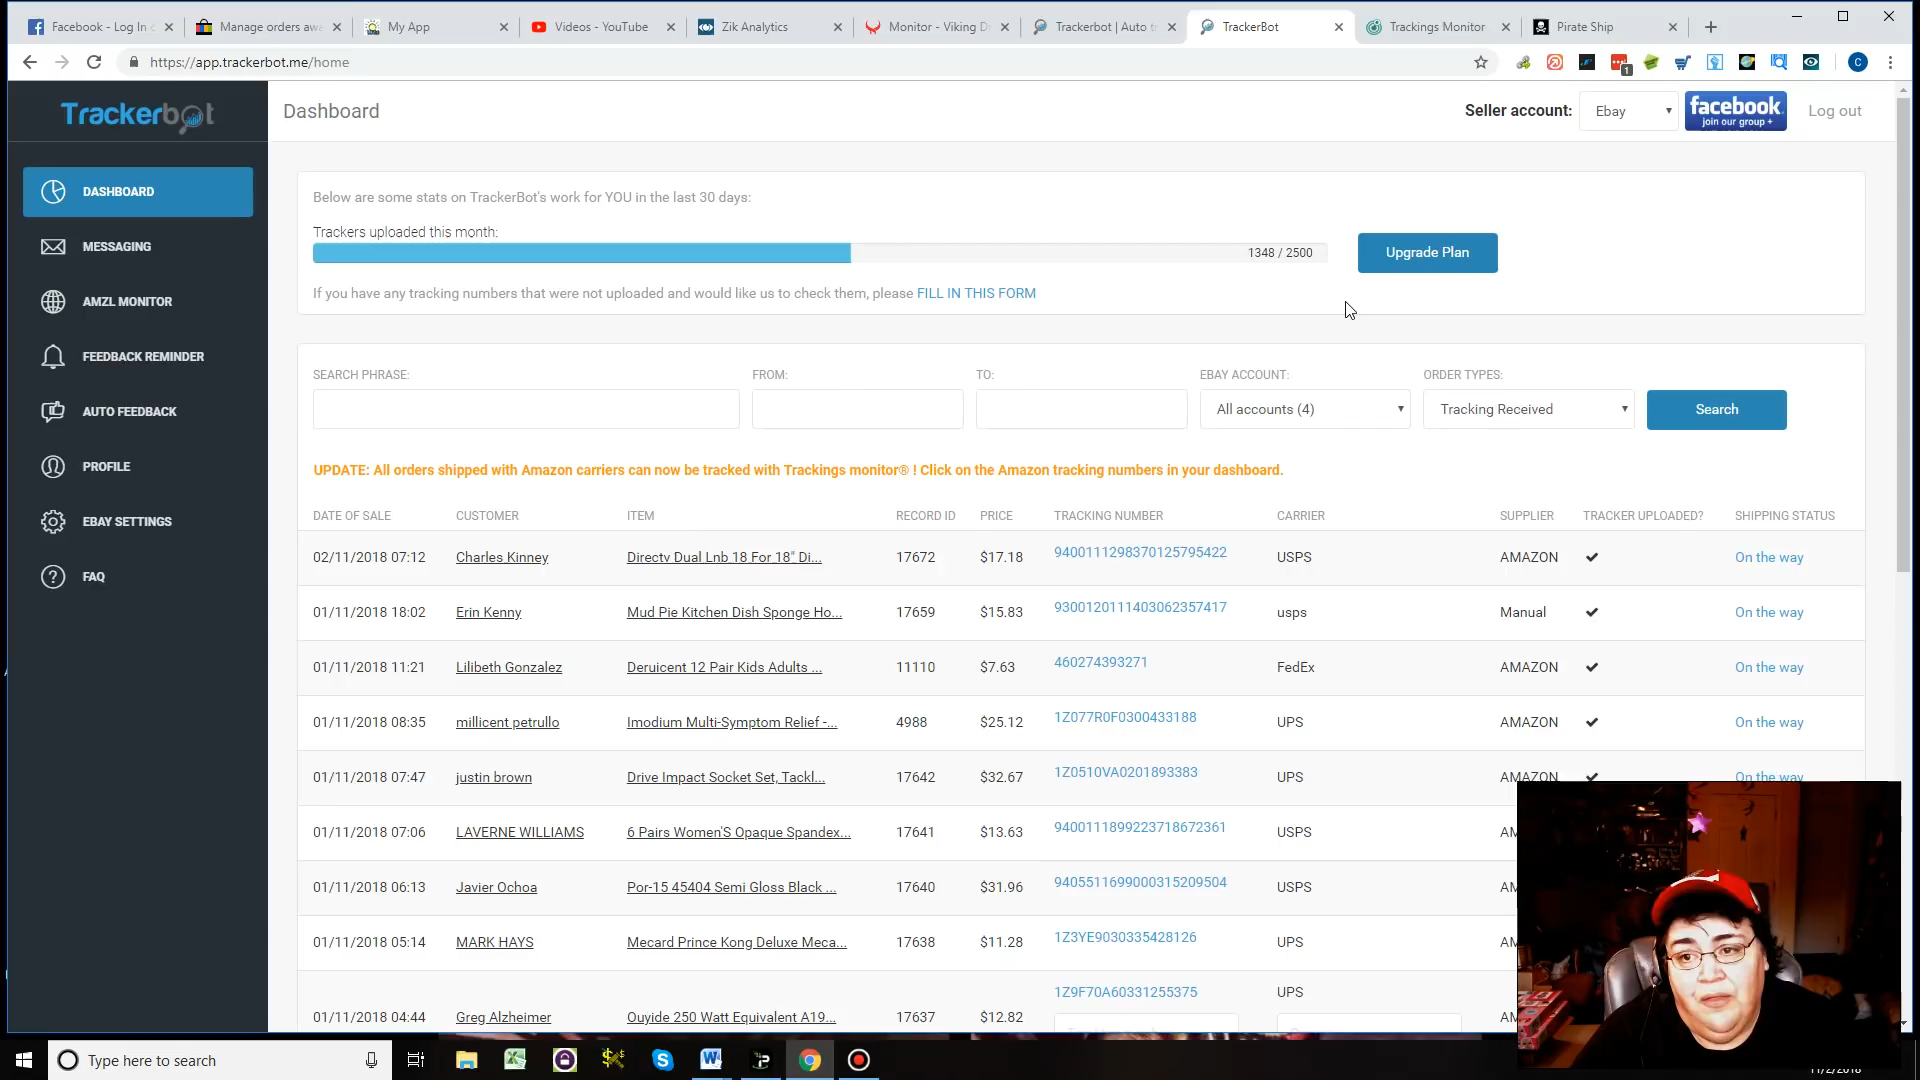 Facebook - Log In o
Manage orders awa
My App
Videos - YouTube
Zik Analytics
Monitor - Viking D
Trackerbot | Auto t
TrackerBot
Trackings Monitor
Pirate Ship
https://app.trackerbot.me/home
1
C
Trackerbot
Dashboard
Seller account:
Ebay
facebook
join our group +
Log out
DASHBOARD
MESSAGING
AMZL MONITOR
FEEDBACK REMINDER
AUTO FEEDBACK
PROFILE
EBAY SETTINGS
FAQ
Below are some stats on TrackerBot's work for YOU in the last 30 days:
Trackers uploaded this month:
1348 / 2500
Upgrade Plan
If you have any tracking numbers that were not uploaded and would like us to check them, please FILL IN THIS FORM
SEARCH PHRASE: FROM: TO: EBAY ACCOUNT: ORDER TYPES:
All accounts (4) Tracking Received Search
UPDATE: All orders shipped with Amazon carriers can now be tracked with Trackings monitor® ! Click on the Amazon tracking numbers in your dashboard.
DATE OF SALE CUSTOMER ITEM RECORD ID PRICE TRACKING NUMBER CARRIER SUPPLIER TRACKER UPLOADED? SHIPPING STATUS
02/11/2018 07:12 Charles Kinney Directv Dual Lnb 18 For 18" Di... 17672 $17.18 9400111298370125795422 USPS AMAZON ✔ On the way
01/11/2018 18:02 Erin Kenny Mud Pie Kitchen Dish Sponge Ho... 17659 $15.83 9300120111403062357417 usps Manual ✔ On the way
01/11/2018 11:21 Lilibeth Gonzalez Deruicent 12 Pair Kids Adults ... 11110 $7.63 460274393271 FedEx AMAZON ✔ On the way
01/11/2018 08:35 millicent petrullo Imodium Multi-Symptom Relief -... 4988 $25.12 1Z077R0F0300433188 UPS AMAZON ✔ On the way
01/11/2018 07:47 justin brown Drive Impact Socket Set, Tackl... 17642 $32.67 1Z0510VA0201893383 UPS AMAZON ✔ On the way
01/11/2018 07:06 LAVERNE WILLIAMS 6 Pairs Women'S Opaque Spandex... 17641 $13.63 9400111899223718672361 USPS AM
01/11/2018 06:13 Javier Ochoa Por-15 45404 Semi Gloss Black ... 17640 $31.96 9405511699000315209504 USPS AM
01/11/2018 05:14 MARK HAYS Mecard Prince Kong Deluxe Meca... 17638 $11.28 1Z3YE9030335428126 UPS AM
01/11/2018 04:44 Greg Alzheimer Ouyide 250 Watt Equivalent A19... 17637 $12.82 1Z9F70A60331255375 UPS AM
Type here to search
11/2/2018